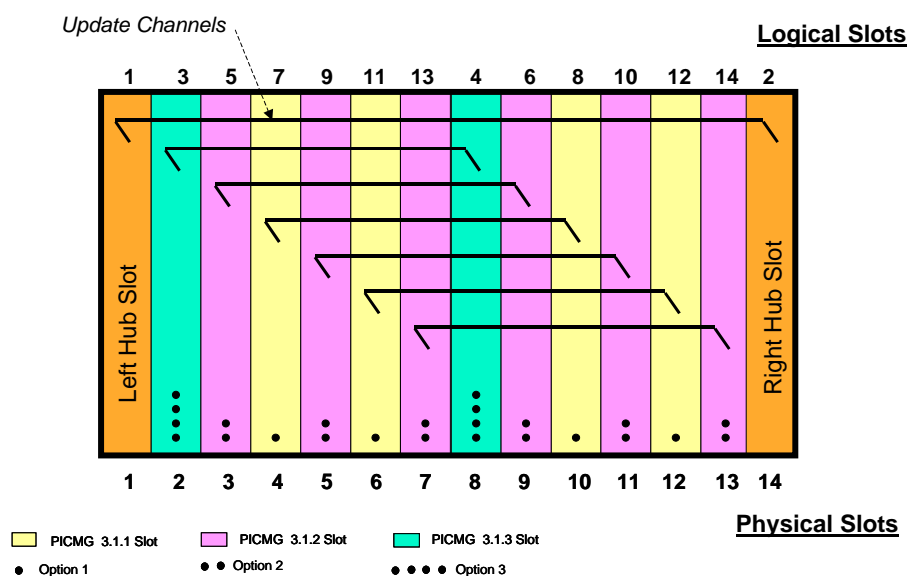 Update Channels
Logical Slots
1 3 5 7 9 11 13 4 6 8 10 12 14 2
Left Hub Slot
Right Hub Slot
1 2 3 4 5 6 7 8 9 10 11 12 13 14
Physical Slots
PICMG 3.1.1 Slot PICMG 3.1.2 Slot PICMG 3.1.3 Slot
Option 1 Option 2 Option 3